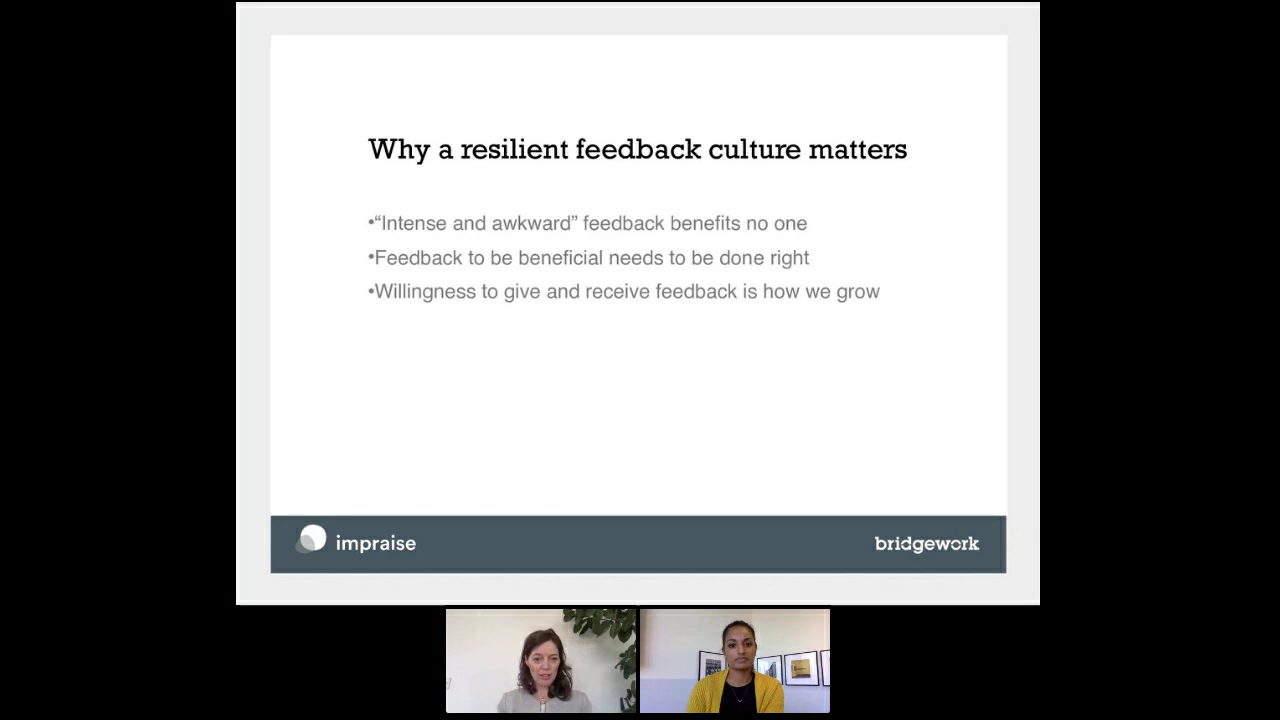 Why a resilient feedback culture matters
•“Intense and awkward” feedback benefits no one
•Feedback to be beneficial needs to be done right
•Willingness to give and receive feedback is how we grow
impraise
bridgework